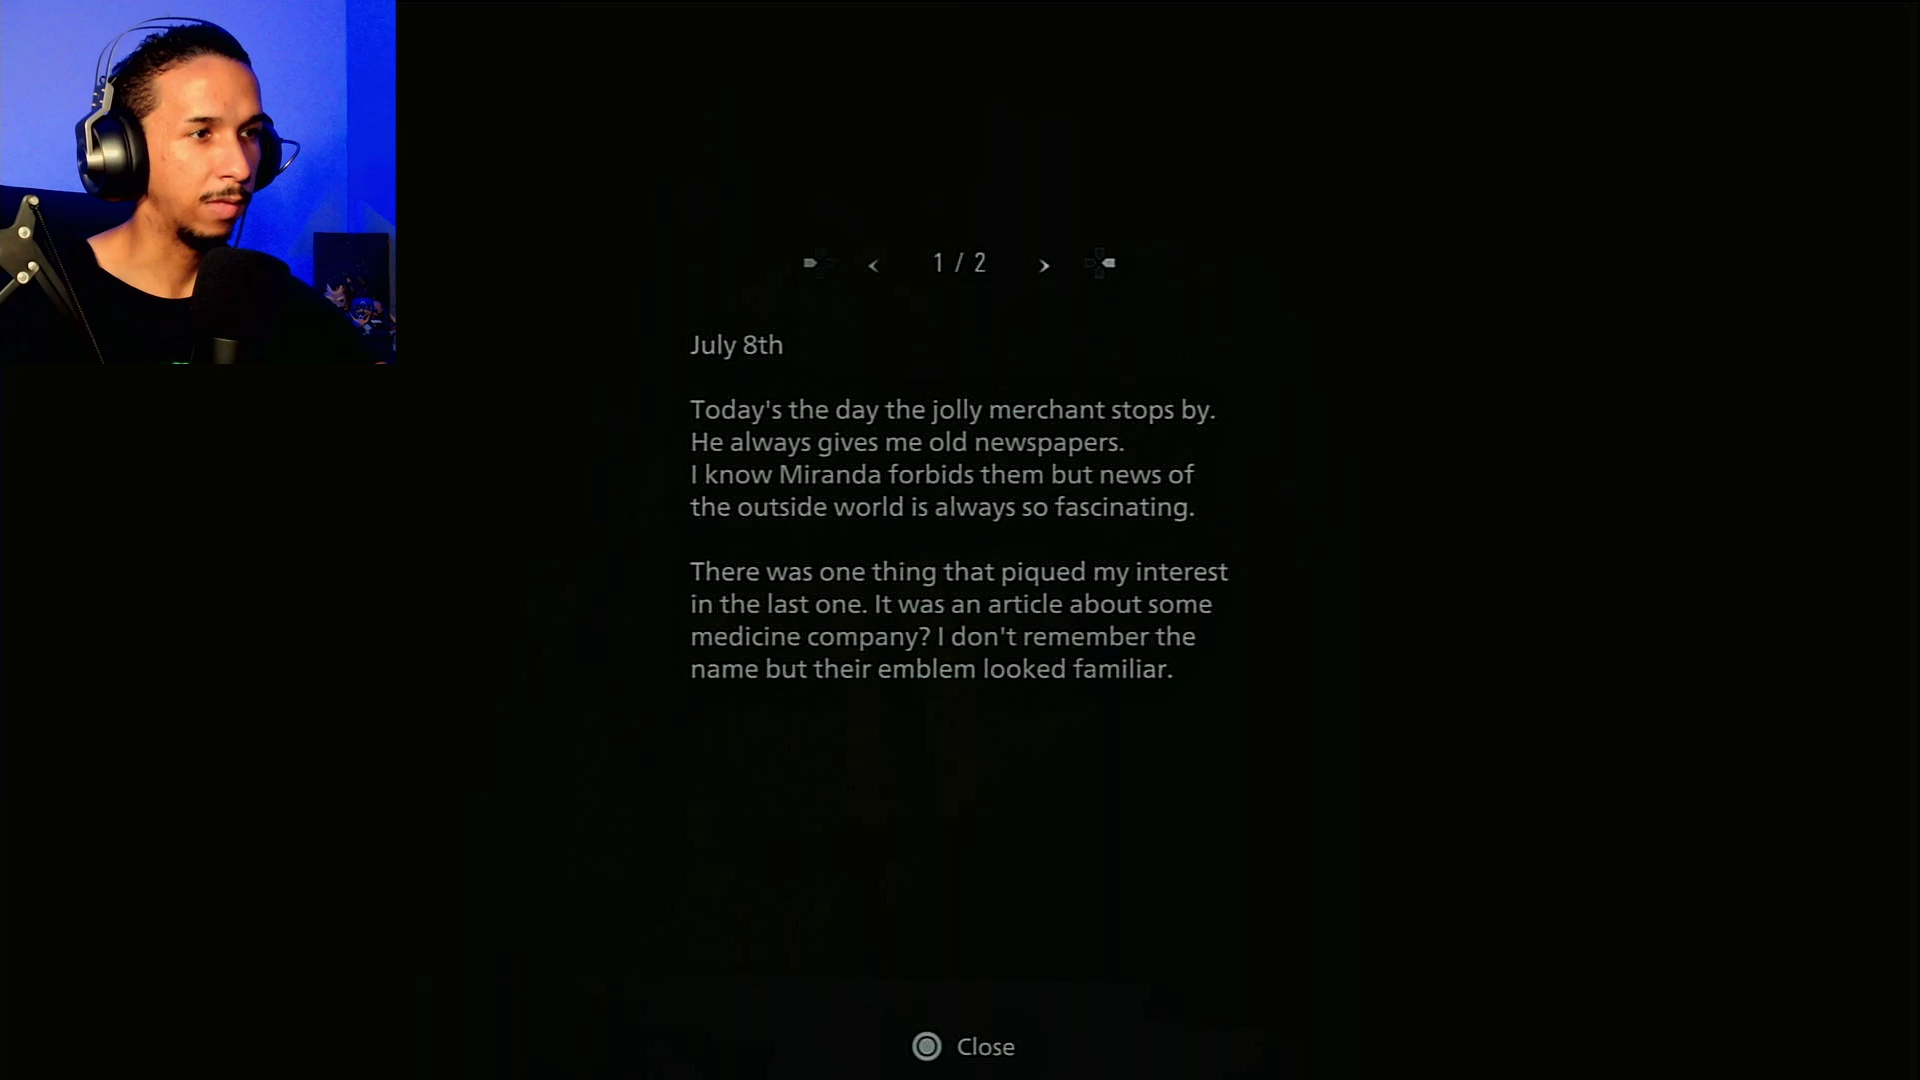 1 / 2
July 8th
Today's the day the jolly merchant stops by.
He always gives me old newspapers.
I know Miranda forbids them but news of
the outside world is always so fascinating.
There was one thing that piqued my interest
in the last one. It was an article about some
medicine company? I don't remember the
name but their emblem looked familiar.
Close